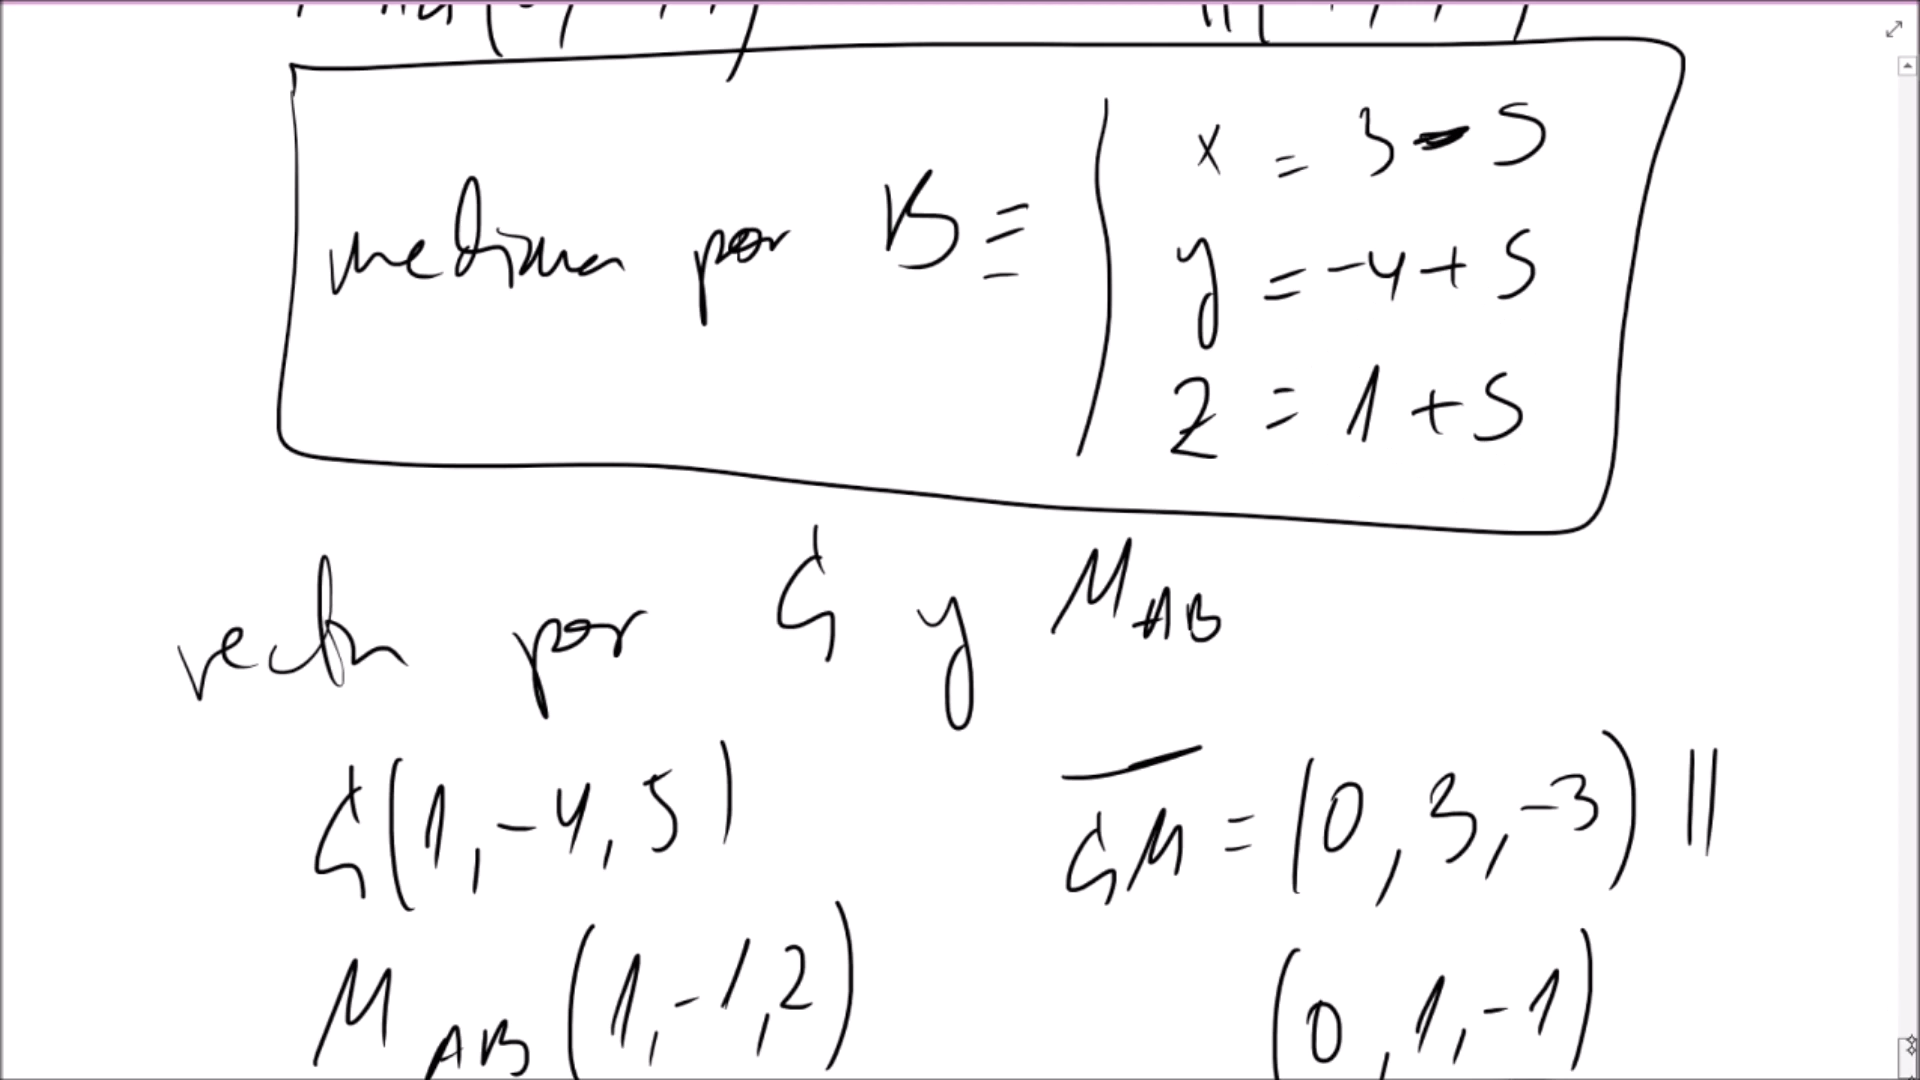 mediana por B ≡ | x = 3 - s
y = -4 + s
z = 1 + s
recta por C y M_AB
C(1, -4, 5)
CM = (0, 3, -3) ||
M_AB(1, -1, 2)
(0, 1, -1)